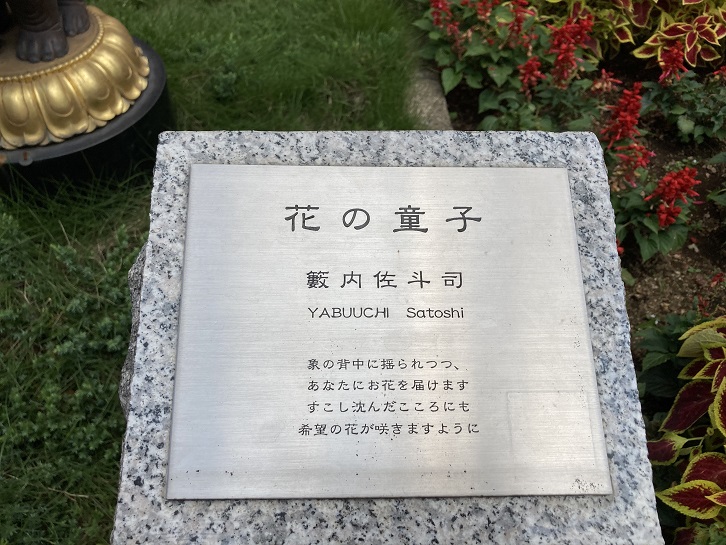 花の童子
籔内佐斗司
YABUUCHI Satoshi
象の背中に揺られつつ、
あなたにお花を届けます
すこし沈んだこころにも
希望の花が咲きますように